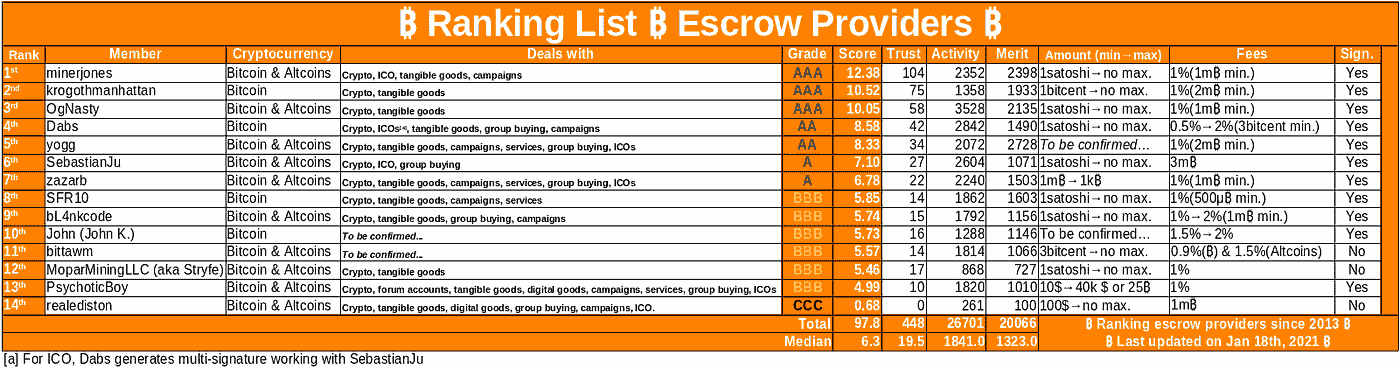 ฿ Ranking List ฿ Escrow Providers ฿
Rank Member Cryptocurrency Deals with Grade Score Trust Activity Merit Amount (min→max) Fees Sign.
1st minerjones Bitcoin & Altcoins Crypto, ICO, tangible goods, campaigns AAA 12.38 104 2352 2398 1satoshi→no max. 1%(1m฿ min.) Yes
2nd krogothmanhattan Bitcoin Crypto, tangible goods AAA 10.52 75 1358 1933 1bitcent→no max. 1%(2m฿ min.) Yes
3rd OgNasty Bitcoin & Altcoins Crypto, tangible goods AAA 10.05 58 3528 2135 1satoshi→no max. 1%(1m฿ min.) Yes
4th Dabs Bitcoin Crypto, ICOs[a], tangible goods, group buying, campaigns AA 8.58 42 2842 1490 1satoshi→no max. 0.5%→2%(3bitcent min.) Yes
5th yogg Bitcoin & Altcoins Crypto, tangible goods, campaigns, services, group buying, ICOs AA 8.33 34 2072 2728 To be confirmed... 1%(2m฿ min.) Yes
6th SebastianJu Bitcoin & Altcoins Crypto, ICO, group buying A 7.10 27 2604 1071 1satoshi→no max. 3m฿ Yes
7th zazarb Bitcoin & Altcoins Crypto, tangible goods, campaigns, services, group buying, ICOs A 6.78 22 2240 1503 1m฿→1k฿ 1%(1m฿ min.) Yes
8th SFR10 Bitcoin & Altcoins Crypto, tangible goods, campaigns, services BBB 5.85 14 1862 1603 1satoshi→no max. 1%(500µ฿ min.) Yes
9th bL4nkcode Bitcoin & Altcoins Crypto, tangible goods, group buying, campaigns BBB 5.74 15 1792 1156 1satoshi→no max. 1%→2%(1m฿ min.) Yes
10th John (John K.) Bitcoin To be confirmed... BBB 5.73 16 1288 1146 To be confirmed... 1.5%→2% Yes
11th bittawm Bitcoin & Altcoins To be confirmed... BBB 5.57 14 1814 1066 3bitcent→no max. 0.9%(฿) & 1.5%(Altcoins) No
12th MoparMiningLLC (aka Stryfe) Bitcoin & Altcoins Crypto, tangible goods BBB 5.46 17 868 727 1satoshi→no max. 1% No
13th PsychoticBoy Bitcoin & Altcoins Crypto, forum accounts, tangible goods, digital goods, campaigns, services, group buying, ICOs BBB 4.99 10 1820 1010 10$→40k $ or 25฿ 1% Yes
14th realediston Bitcoin & Altcoins Crypto, tangible goods, digital goods, group buying, campaigns, ICO. CCC 0.68 0 261 100 100$→no max. 1m฿ No
Total 97.8 448 26701 20066 ฿ Ranking escrow providers since 2013 ฿
Median 6.3 19.5 1841.0 1323.0 ฿ Last updated on Jan 18th, 2021 ฿
[a] For ICO, Dabs generates multi-signature working with SebastianJu